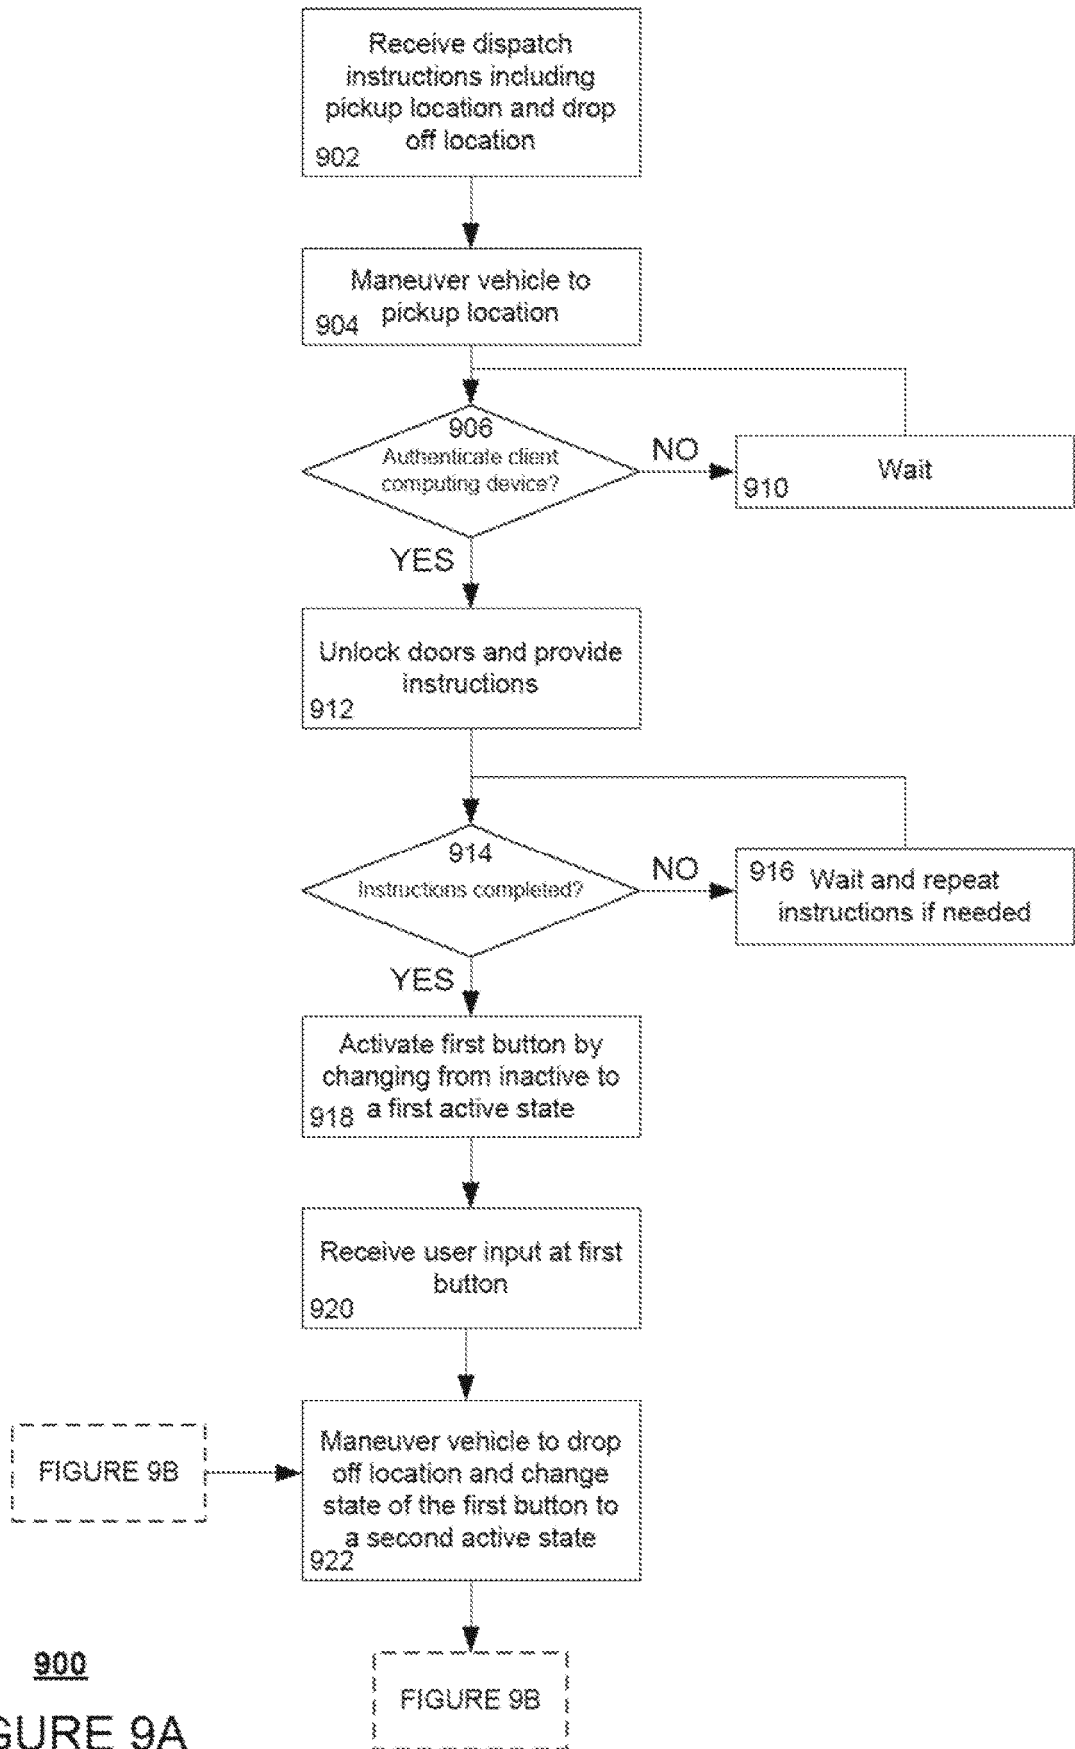 Receive dispatch
instructions including
pickup location and drop
off location
902
Maneuver vehicle to
pickup location
904
906
Authenticate client
computing device?
NO
Wait
910
YES
Unlock doors and provide
instructions
912
914
Instructions completed?
NO
916 Wait and repeat
instructions if needed
YES
Activate first button by
changing from inactive to
a first active state
918
Receive user input at first
button
920
FIGURE 9B
Maneuver vehicle to drop
off location and change
state of the first button to
a second active state
922
900
FIGURE 9B
GURE 9A